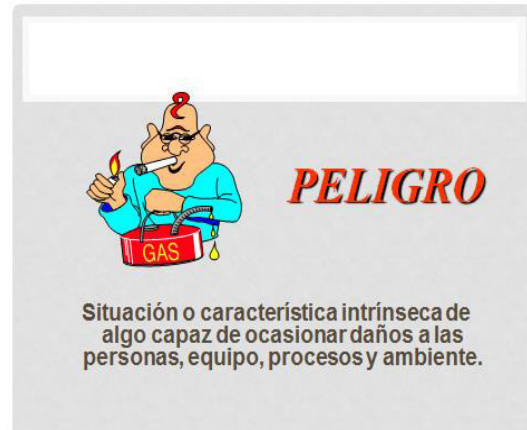 PELIGRO
GAS
Situación o característica intrínseca de
algo capaz de ocasionar daños a las
personas, equipo, procesos y ambiente.